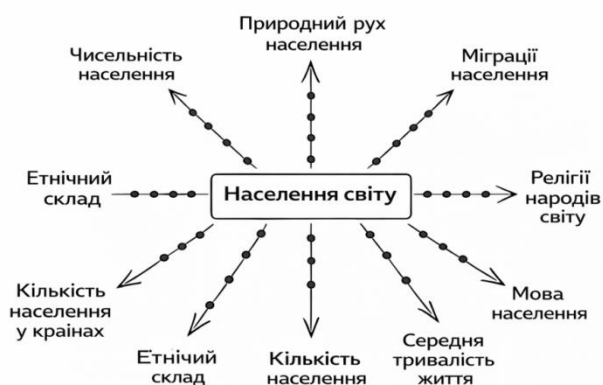 Природний рух
населення
Чисельність
населення
Міграції
населення
Етнічний
склад
Населення світу
Релігії
народів
світу
Кількість
населення
у країнах
Етнічий
склад
Кількість
населення
Середня
тривалість
життя
Мова
населення